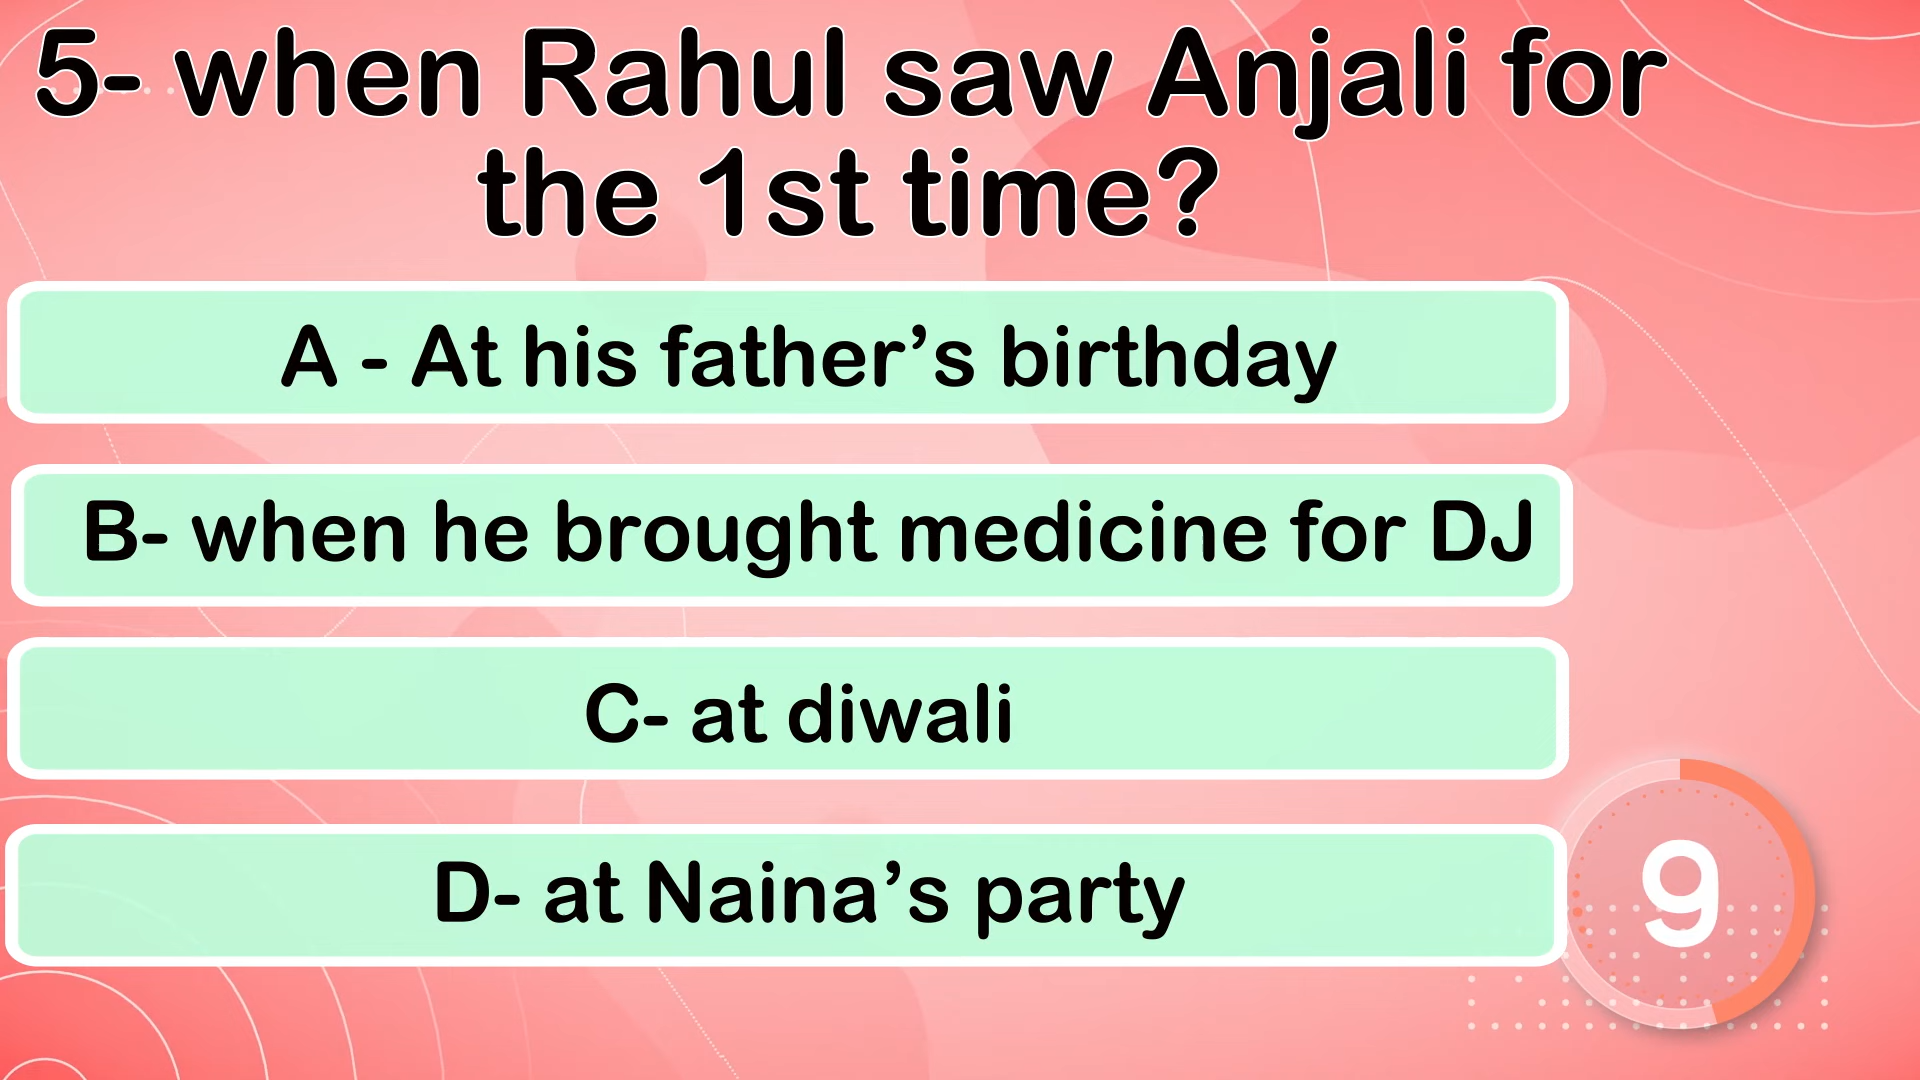 5- when Rahul saw Anjali for
the 1st time?
A - At his father’s birthday
B- when he brought medicine for DJ
C- at diwali
D- at Naina’s party
9